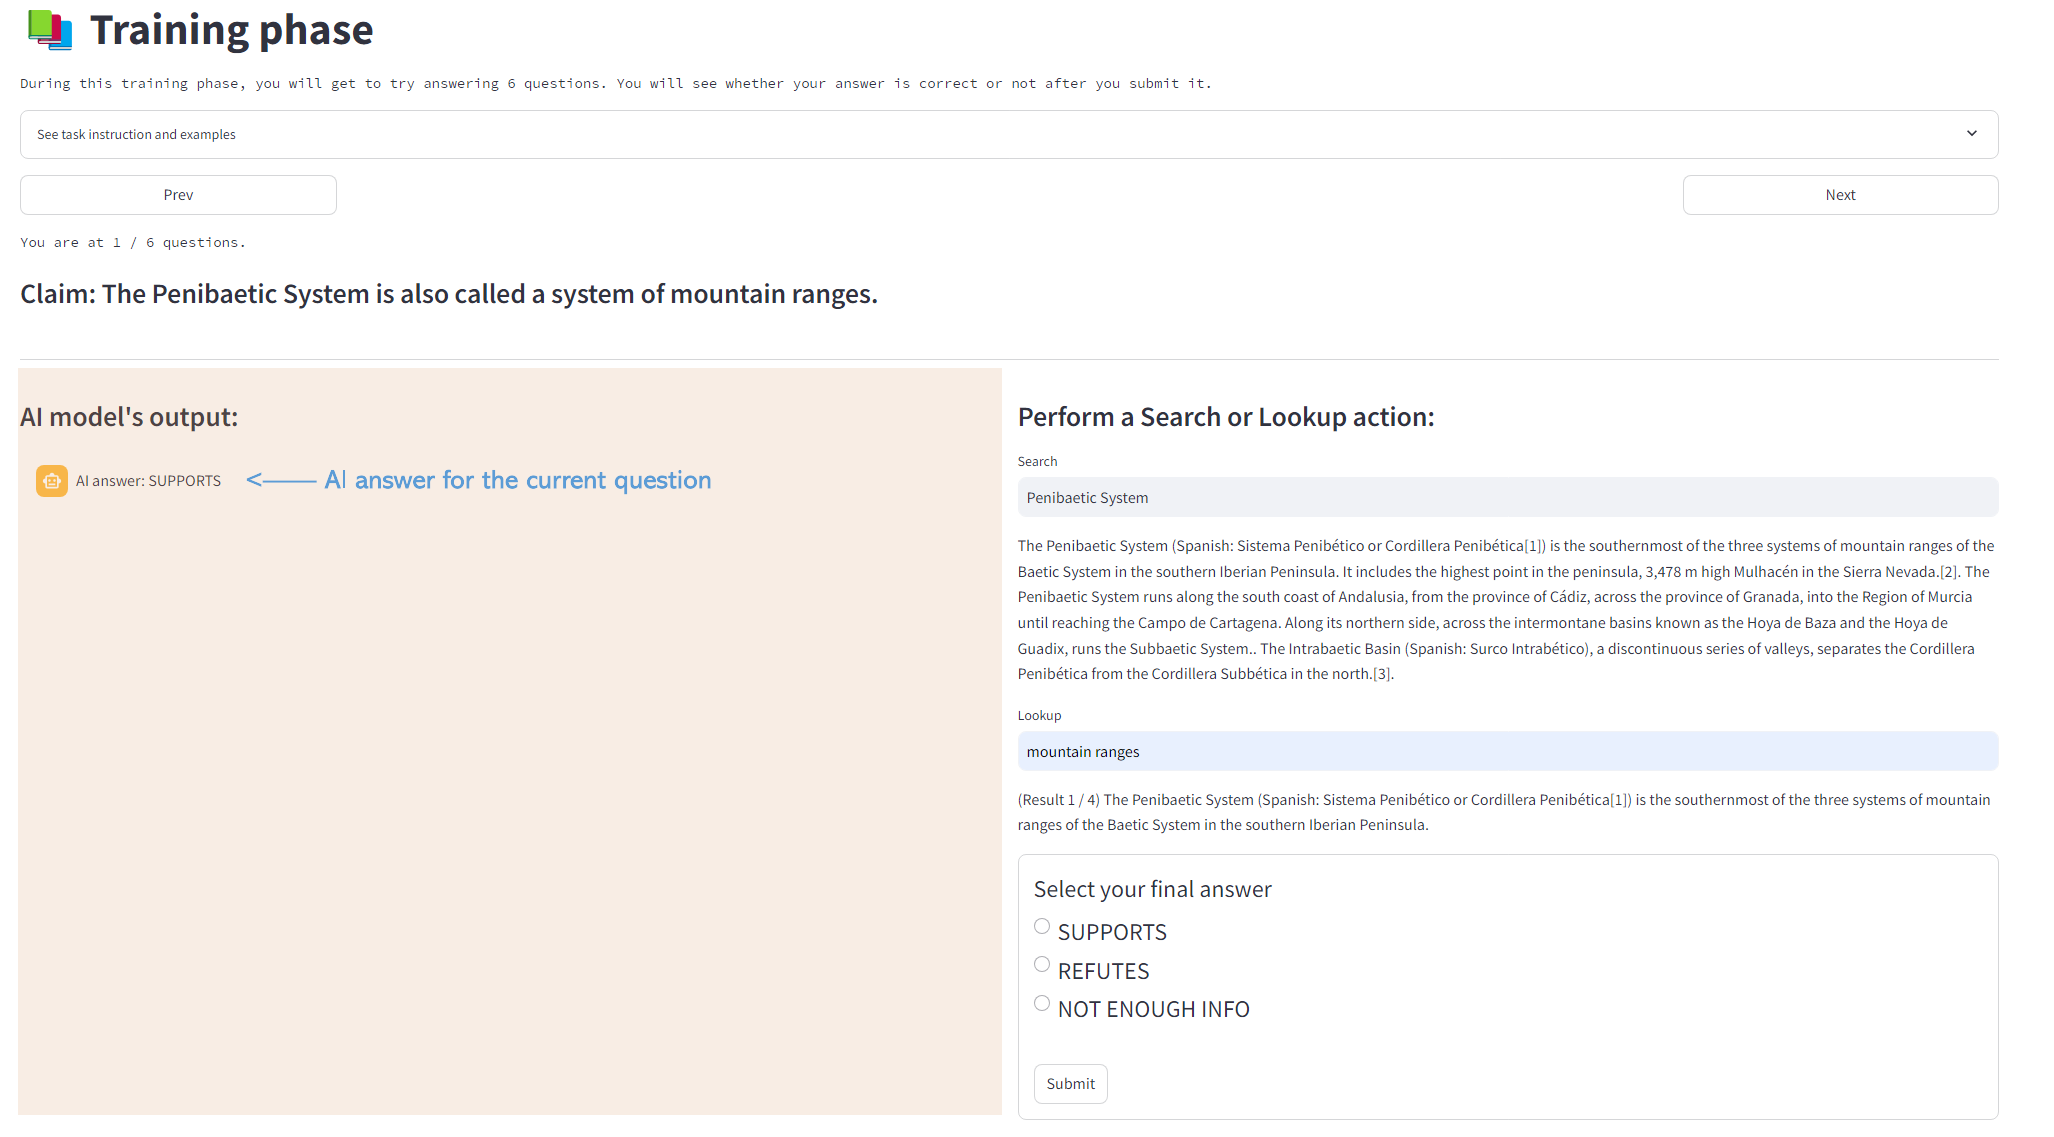 Training phase
During this training phase, you will get to try answering 6 questions. You will see whether your answer is correct or not after you submit it.
See task instruction and examples
Prev
Next
You are at 1 / 6 questions.
Claim: The Penibaetic System is also called a system of mountain ranges.
AI model's output:
AI answer: SUPPORTS
<—— AI answer for the current question
Perform a Search or Lookup action:
Search
Penibaetic System
The Penibaetic System (Spanish: Sistema Penibético or Cordillera Penibética[1]) is the southernmost of the three systems of mountain ranges of the
Baetic System in the southern Iberian Peninsula. It includes the highest point in the peninsula, 3,478 m high Mulhacén in the Sierra Nevada.[2]. The
Penibaetic System runs along the south coast of Andalusia, from the province of Cádiz, across the province of Granada, into the Region of Murcia
until reaching the Campo de Cartagena. Along its northern side, across the intermontane basins known as the Hoya de Baza and the Hoya de
Guadix, runs the Subbaetic System.. The Intrabaetic Basin (Spanish: Surco Intrabético), a discontinuous series of valleys, separates the Cordillera
Penibética from the Cordillera Subbética in the north.[3].
Lookup
mountain ranges
(Result 1 / 4) The Penibaetic System (Spanish: Sistema Penibético or Cordillera Penibética[1]) is the southernmost of the three systems of mountain
ranges of the Baetic System in the southern Iberian Peninsula.
Select your final answer
SUPPORTS
REFUTES
NOT ENOUGH INFO
Submit